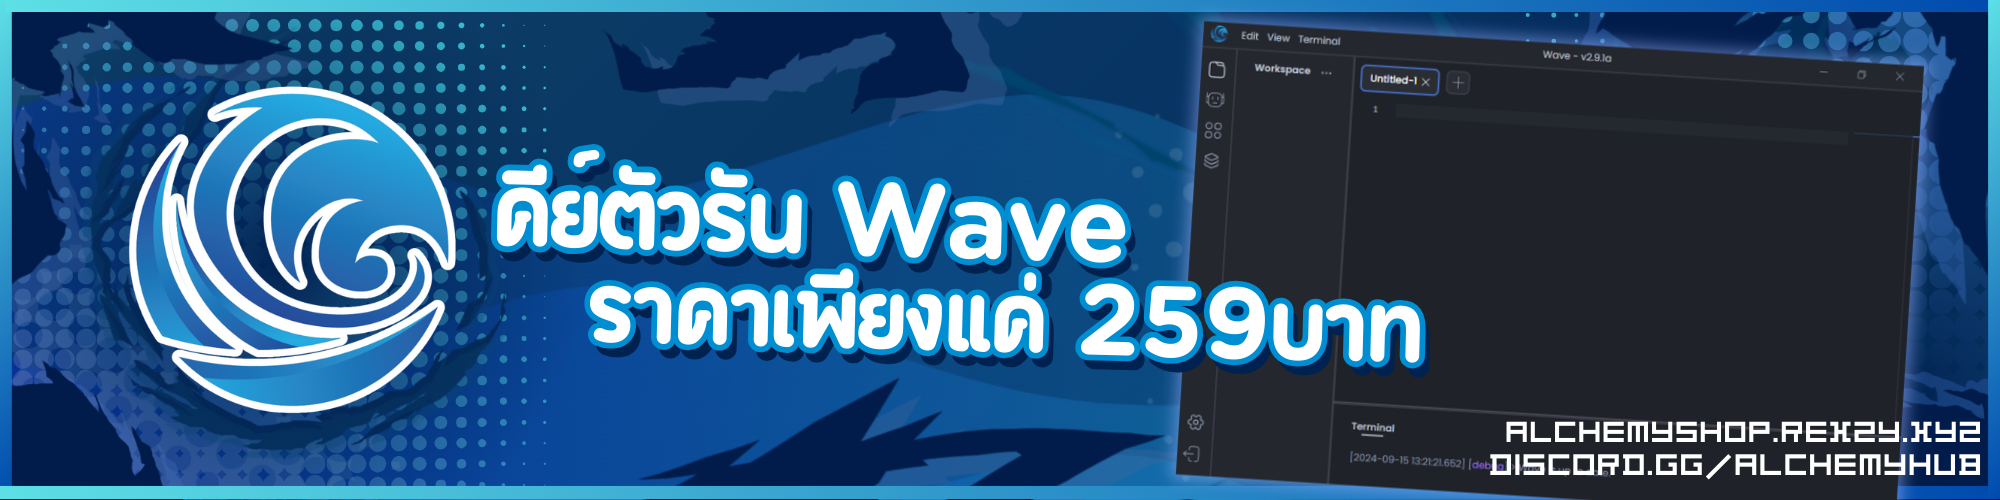 คีย์ตัวรัน Wave
ราคาเพียงแค่ 259บาท
Edit View Terminal
Wave - v2.9.1a
Workspace ...
Untitled-1
1
Terminal
[2024-09-15 13:21:21.652]
ALCHEMYSHOP.REXZY.XYZ
DISCORD.GG/ALCHEMYHUB